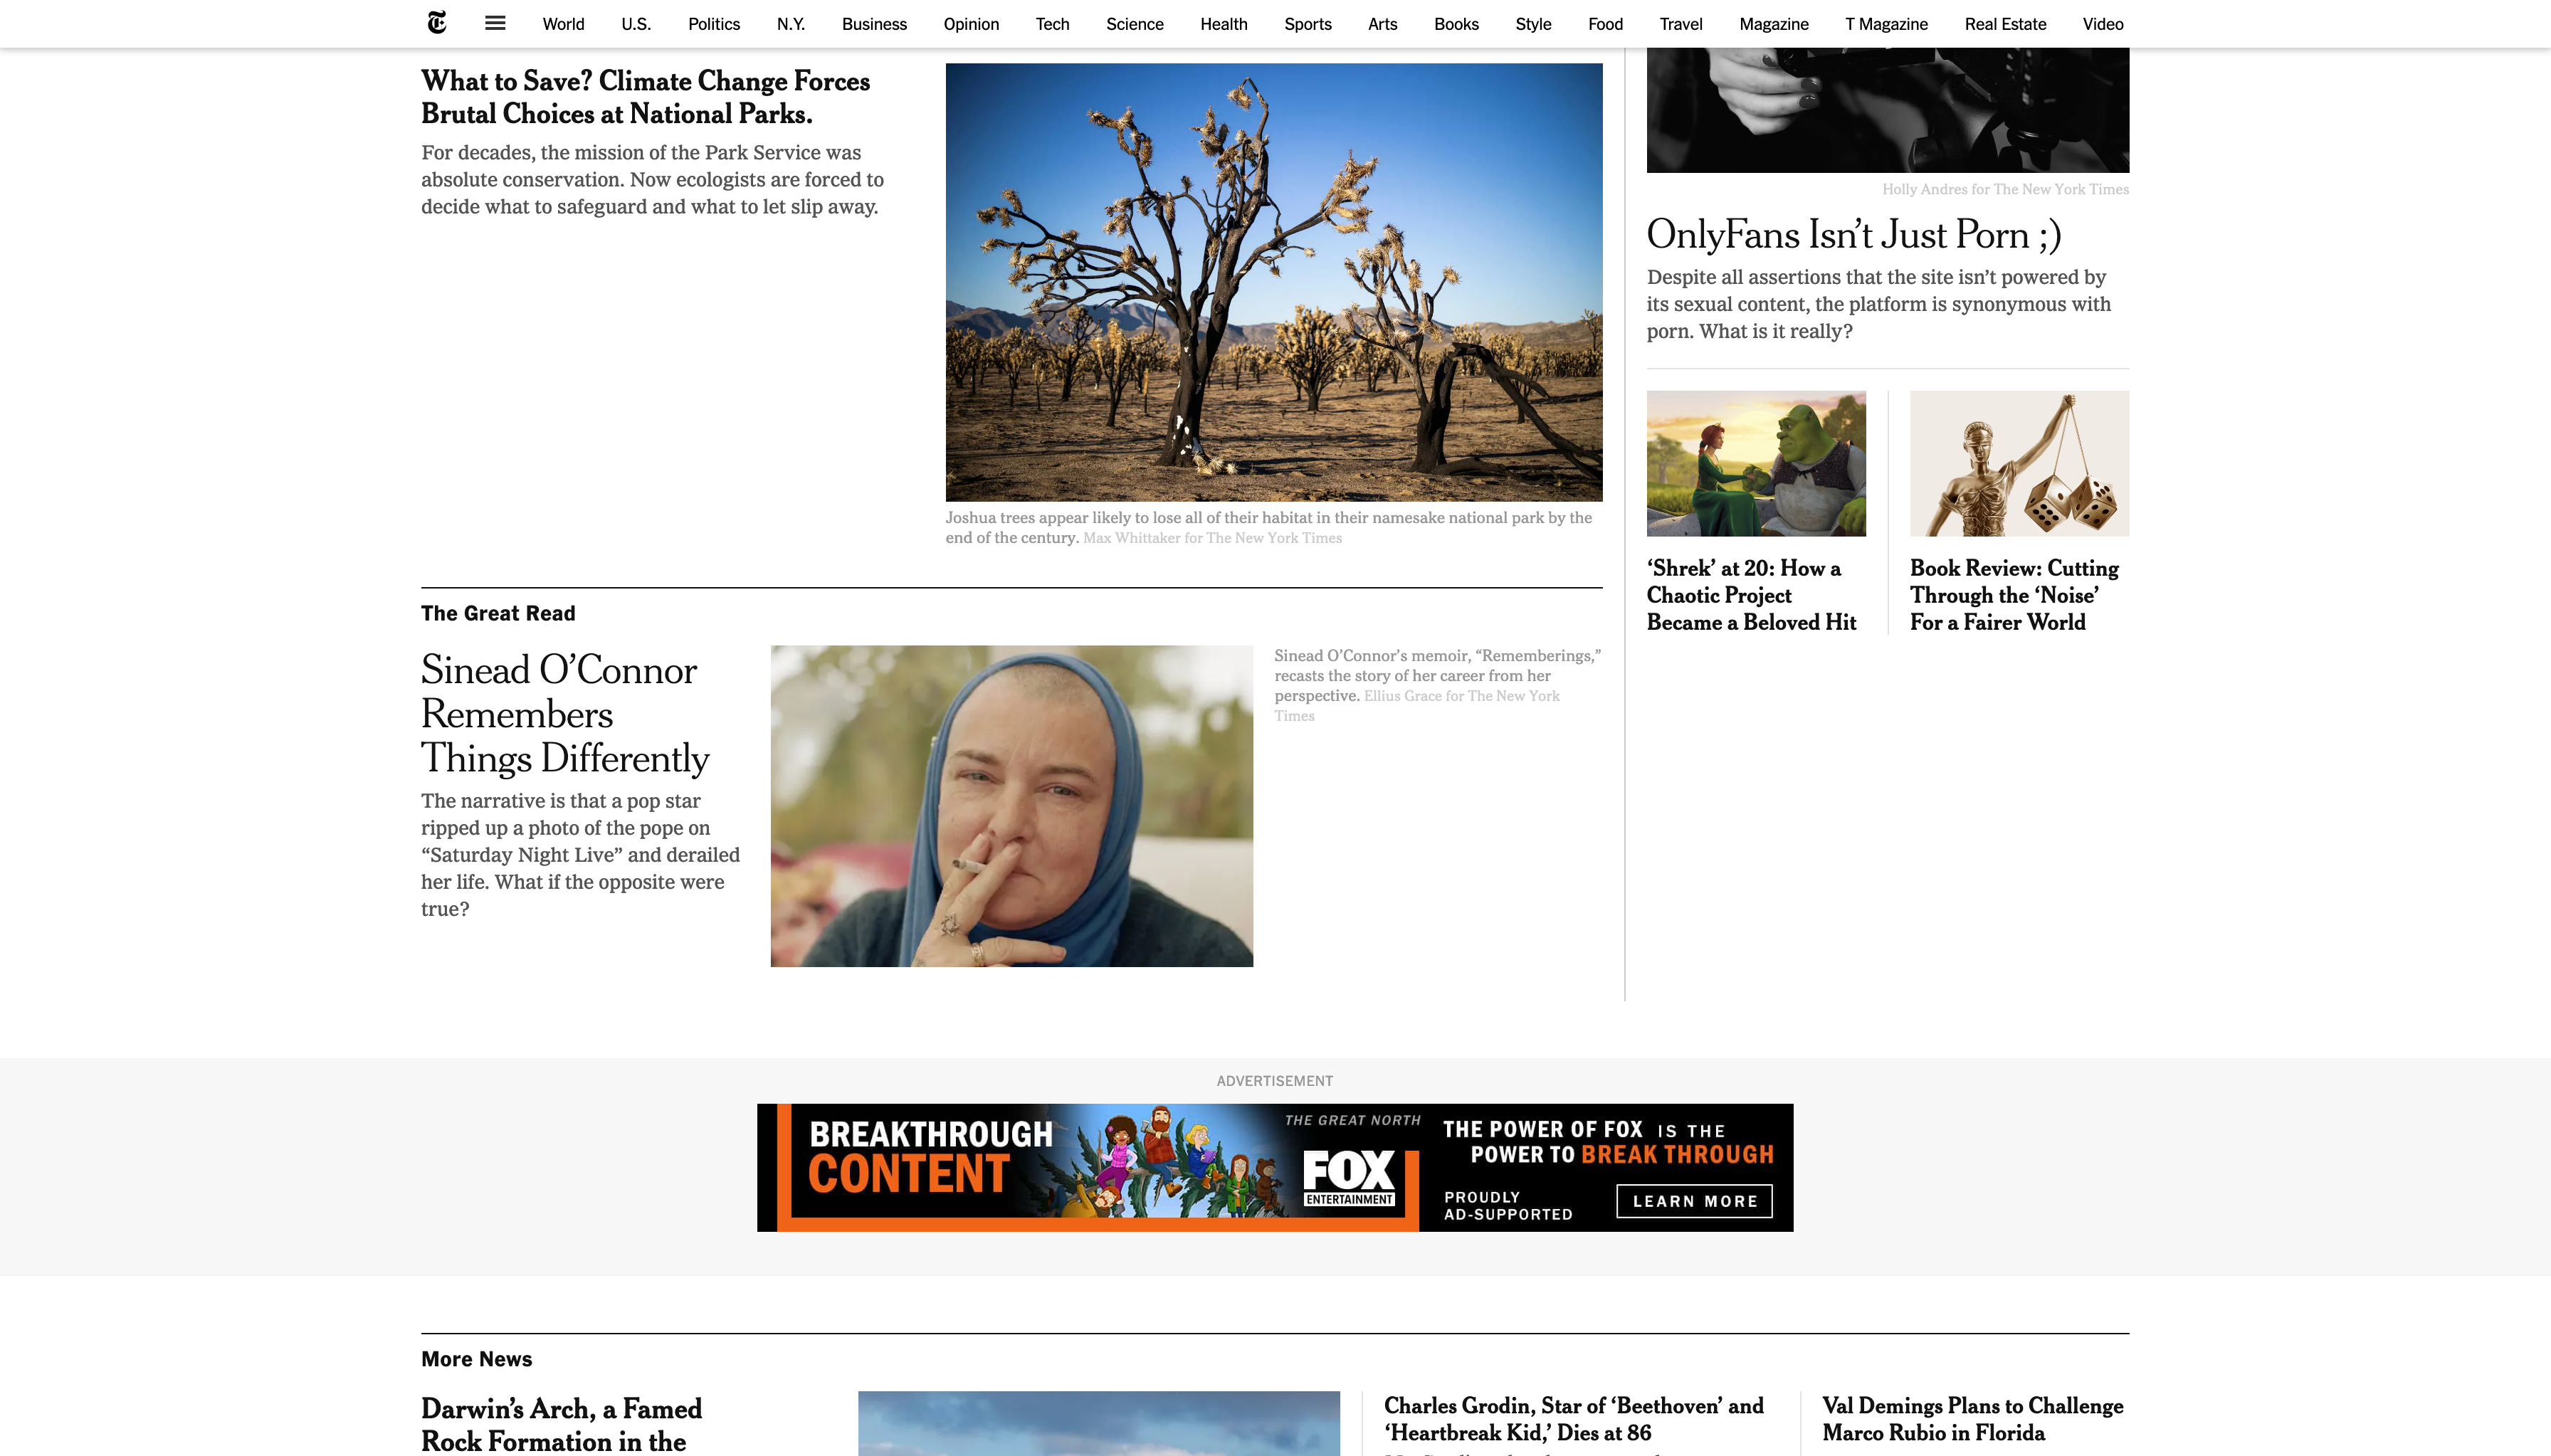 World U.S. Politics N.Y. Business Opinion Tech Science Health Sports Arts Books Style Food Travel Magazine T Magazine Real Estate Video
What to Save? Climate Change Forces
Brutal Choices at National Parks.
For decades, the mission of the Park Service was
absolute conservation. Now ecologists are forced to
decide what to safeguard and what to let slip away.
Joshua trees appear likely to lose all of their habitat in their namesake national park by the
end of the century. Max Whittaker for The New York Times
The Great Read
Sinead O’Connor
Remembers
Things Differently
The narrative is that a pop star
ripped up a photo of the pope on
“Saturday Night Live” and derailed
her life. What if the opposite were
true?
Sinead O’Connor’s memoir, “Rememberings,”
recasts the story of her career from her
perspective. Ellius Grace for The New York
Times
Holly Andres for The New York Times
OnlyFans Isn’t Just Porn ;)
Despite all assertions that the site isn’t powered by
its sexual content, the platform is synonymous with
porn. What is it really?
‘Shrek’ at 20: How a
Chaotic Project
Became a Beloved Hit
Book Review: Cutting
Through the ‘Noise’
For a Fairer World
ADVERTISEMENT
BREAKTHROUGH
CONTENT
THE GREAT NORTH
FOX
ENTERTAINMENT
THE POWER OF FOX IS THE
POWER TO BREAK THROUGH
PROUDLY
AD-SUPPORTED
LEARN MORE
More News
Darwin’s Arch, a Famed
Rock Formation in the
Charles Grodin, Star of ‘Beethoven’ and
‘Heartbreak Kid,’ Dies at 86
Val Demings Plans to Challenge
Marco Rubio in Florida